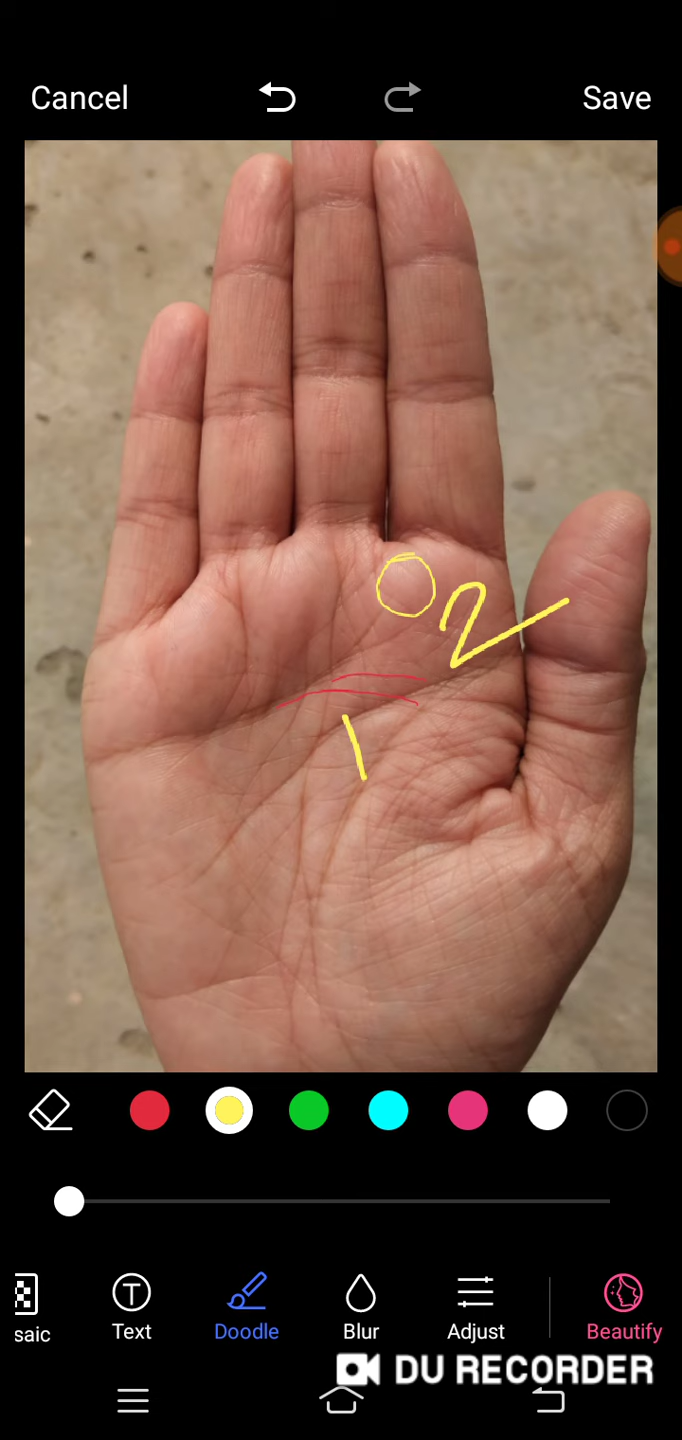 Cancel
Save
2
1
saic
Text
Doodle
Blur
Adjust
Beautify
DU RECORDER